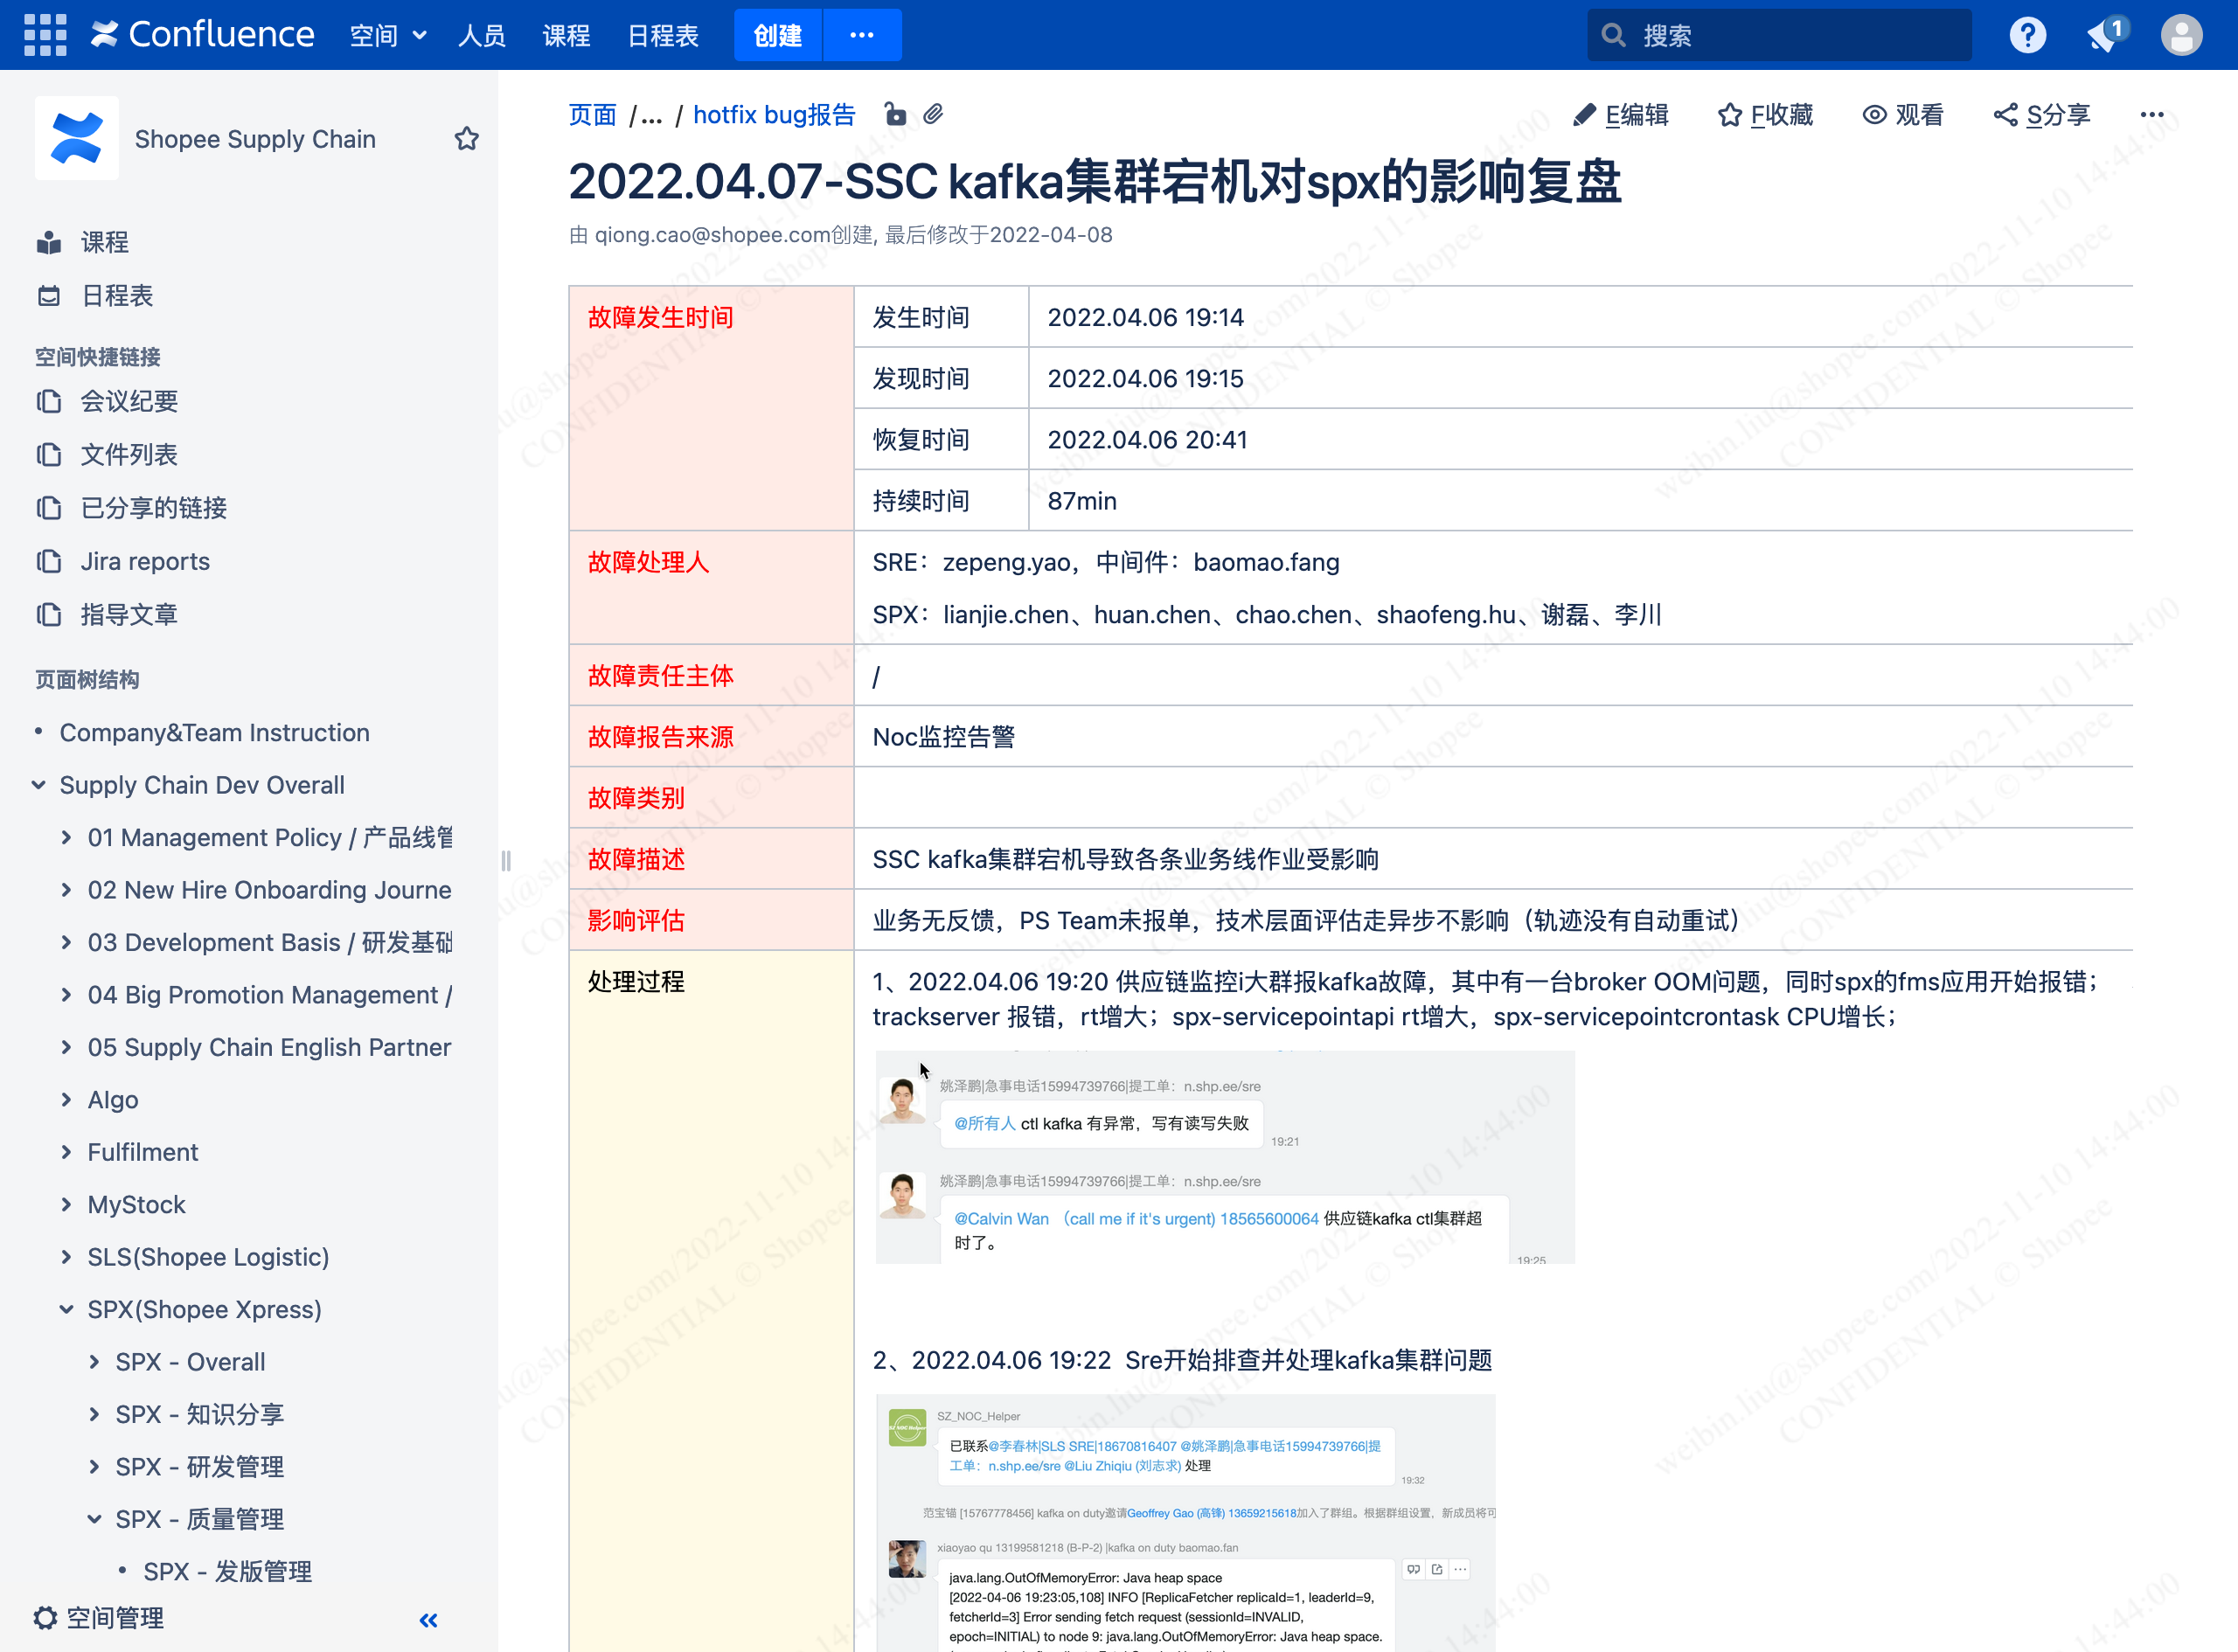 Confluence 空间 人员 课程 日程表 创建 ··· 搜索 ? 1
Shopee Supply Chain
课程
日程表
空间快捷链接
会议纪要
文件列表
已分享的链接
Jira reports
指导文章
页面树结构
Company&Team Instruction
Supply Chain Dev Overall
01 Management Policy / 产品线管
02 New Hire Onboarding Journe
03 Development Basis / 研发基础
04 Big Promotion Management /
05 Supply Chain English Partner
Algo
Fulfilment
MyStock
SLS(Shopee Logistic)
SPX(Shopee Xpress)
SPX - Overall
SPX - 知识分享
SPX - 研发管理
SPX - 质量管理
SPX - 发版管理
空间管理
页面 /... / hotfix bug报告
E编辑 F收藏 观看 S分享 ···
2022.04.07-SSC kafka集群宕机对spx的影响复盘
由 qiong.cao@shopee.com创建, 最后修改于2022-04-08
故障发生时间 发生时间 2022.04.06 19:14
发现时间 2022.04.06 19:15
恢复时间 2022.04.06 20:41
持续时间 87min
故障处理人 SRE：zepeng.yao，中间件：baomao.fang
SPX：lianjie.chen、huan.chen、chao.chen、shaofeng.hu、谢磊、李川
故障责任主体 /
故障报告来源 Noc监控告警
故障类别
故障描述 SSC kafka集群宕机导致各条业务线作业受影响
影响评估 业务无反馈，PS Team未报单，技术层面评估走异步不影响（轨迹没有自动重试）
处理过程 1、2022.04.06 19:20 供应链监控i大群报kafka故障，其中有一台broker OOM问题，同时spx的fms应用开始报错；
trackserver 报错，rt增大；spx-servicepointapi rt增大，spx-servicepointcrontask CPU增长；
姚泽鹏|急事电话15994739766|提工单：n.shp.ee/sre
@所有人 ctl kafka 有异常，写有读写失败
19:21
姚泽鹏|急事电话15994739766|提工单：n.shp.ee/sre
@Calvin Wan （call me if it's urgent) 18565600064 供应链kafka ctl集群超
时了。
19:25
2、2022.04.06 19:22 Sre开始排查并处理kafka集群问题
SZ_NOC_Helper
已联系@李春林|SLS SRE|18670816407 @姚泽鹏|急事电话15994739766|提
工单：n.shp.ee/sre @Liu Zhiqiu (刘志求) 处理
19:32
范宝锚 [15767778456] kafka on duty邀请Geoffrey Gao (高锋) 13659215618加入了群组。根据群组设置，新成员将可
xiaoyao qu 13199581218 (B-P-2) |kafka on duty baomao.fan
java.lang.OutOfMemoryError: Java heap space
[2022-04-06 19:23:05,108] INFO [ReplicaFetcher replicaId=1, leaderId=9,
fetcherId=3] Error sending fetch request (sessionId=INVALID,
epoch=INITIAL) to node 9: java.lang.OutOfMemoryError: Java heap space.
weibin.liu@shopee.com/2022-11-10 14:44:00
CONFIDENTIAL © Shopee